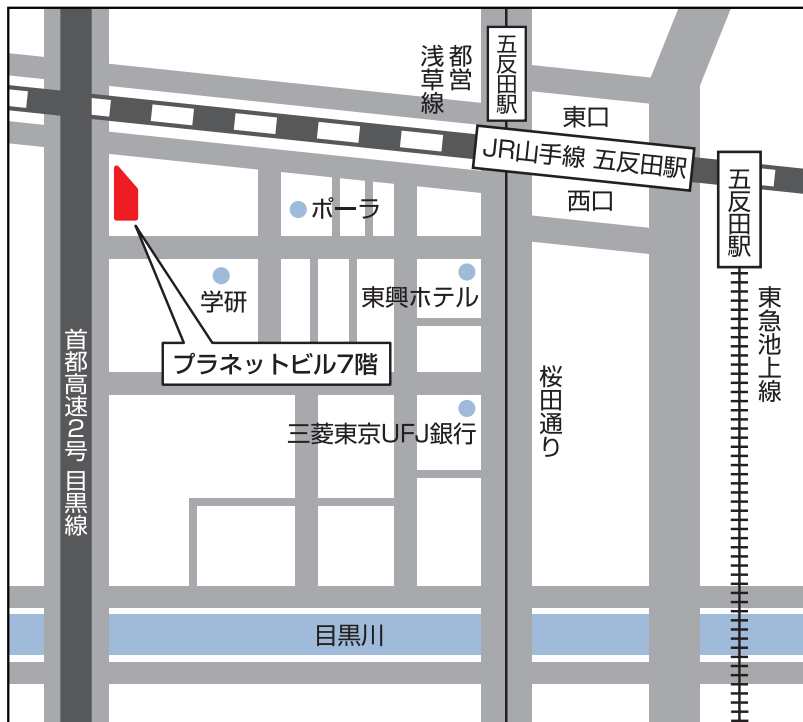 五反田駅
都営
浅草線
東口
JR山手線 五反田駅
西口
五反田駅
ポーラ
学研
東興ホテル
東急池上線
首都高速2号 目黒線
プラネットビル7階
桜田通り
三菱東京UFJ銀行
目黒川